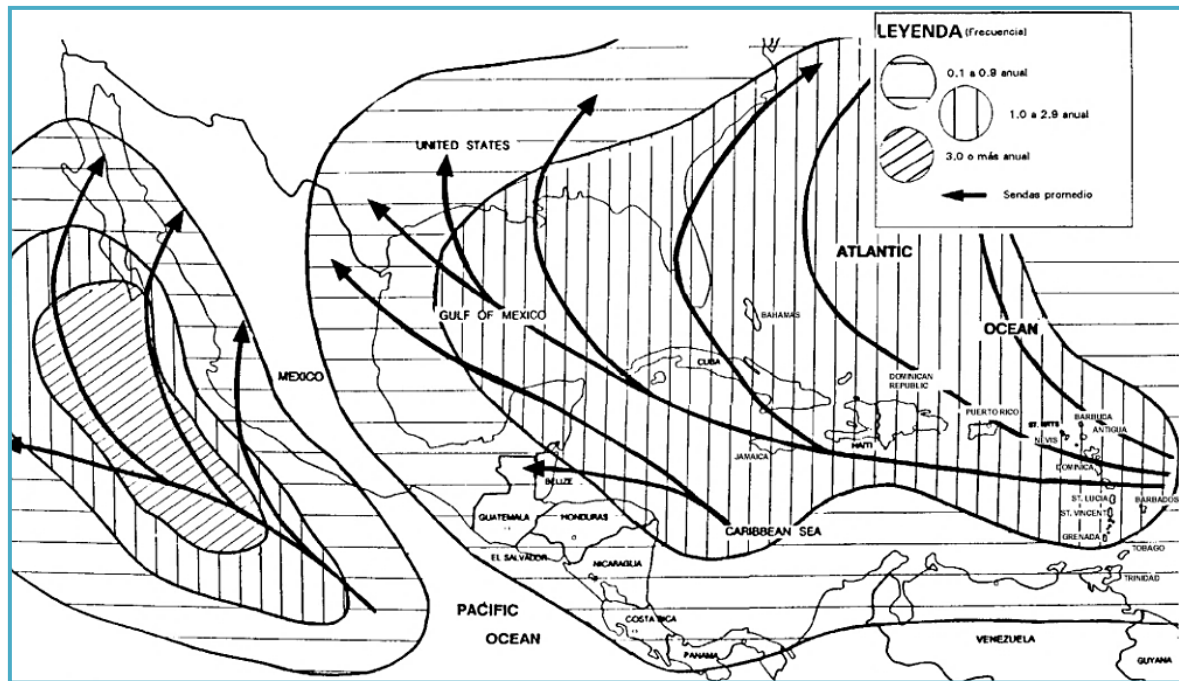 LEYENDA (Frecuencia)
0.1 a 0.9 anual
1.0 a 2.9 anual
3.0 o más anual
Sendas promedio
UNITED STATES
ATLANTIC
OCEAN
GULF OF MEXICO
BAHAMAS
MEXICO
CUBA
DOMINICAN
REPUBLIC
PUERTO RICO
BARBUDA
ST. KITTS
ANTIGUA
NEVIS
HAITI
JAMAICA
DOMINICA
BELIZE
ST. LUCIA
BARBADOS
GUATEMALA
HONDURAS
ST. VINCENT
CARIBBEAN SEA
GRENADA
EL SALVADOR
TOBAGO
NICARAGUA
TRINIDAD
PACIFIC
OCEAN
COSTA RICA
VENEZUELA
PANAMA
GUYANA